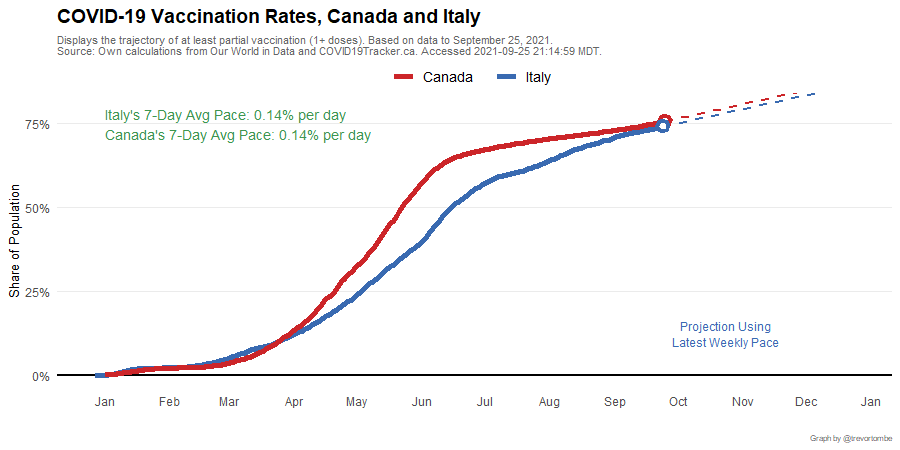 COVID-19 Vaccination Rates, Canada and Italy
Displays the trajectory of at least partial vaccination (1+ doses). Based on data to September 25, 2021.
Source: Own calculations from Our World in Data and COVID19Tracker.ca. Accessed 2021-09-25 21:14:59 MDT.
Canada Italy
Italy's 7-Day Avg Pace: 0.14% per day
Canada's 7-Day Avg Pace: 0.14% per day
75%
50%
25%
0%
Share of Population
Projection Using
Latest Weekly Pace
Jan Feb Mar Apr May Jun Jul Aug Sep Oct Nov Dec Jan
Graph by @trevortombe